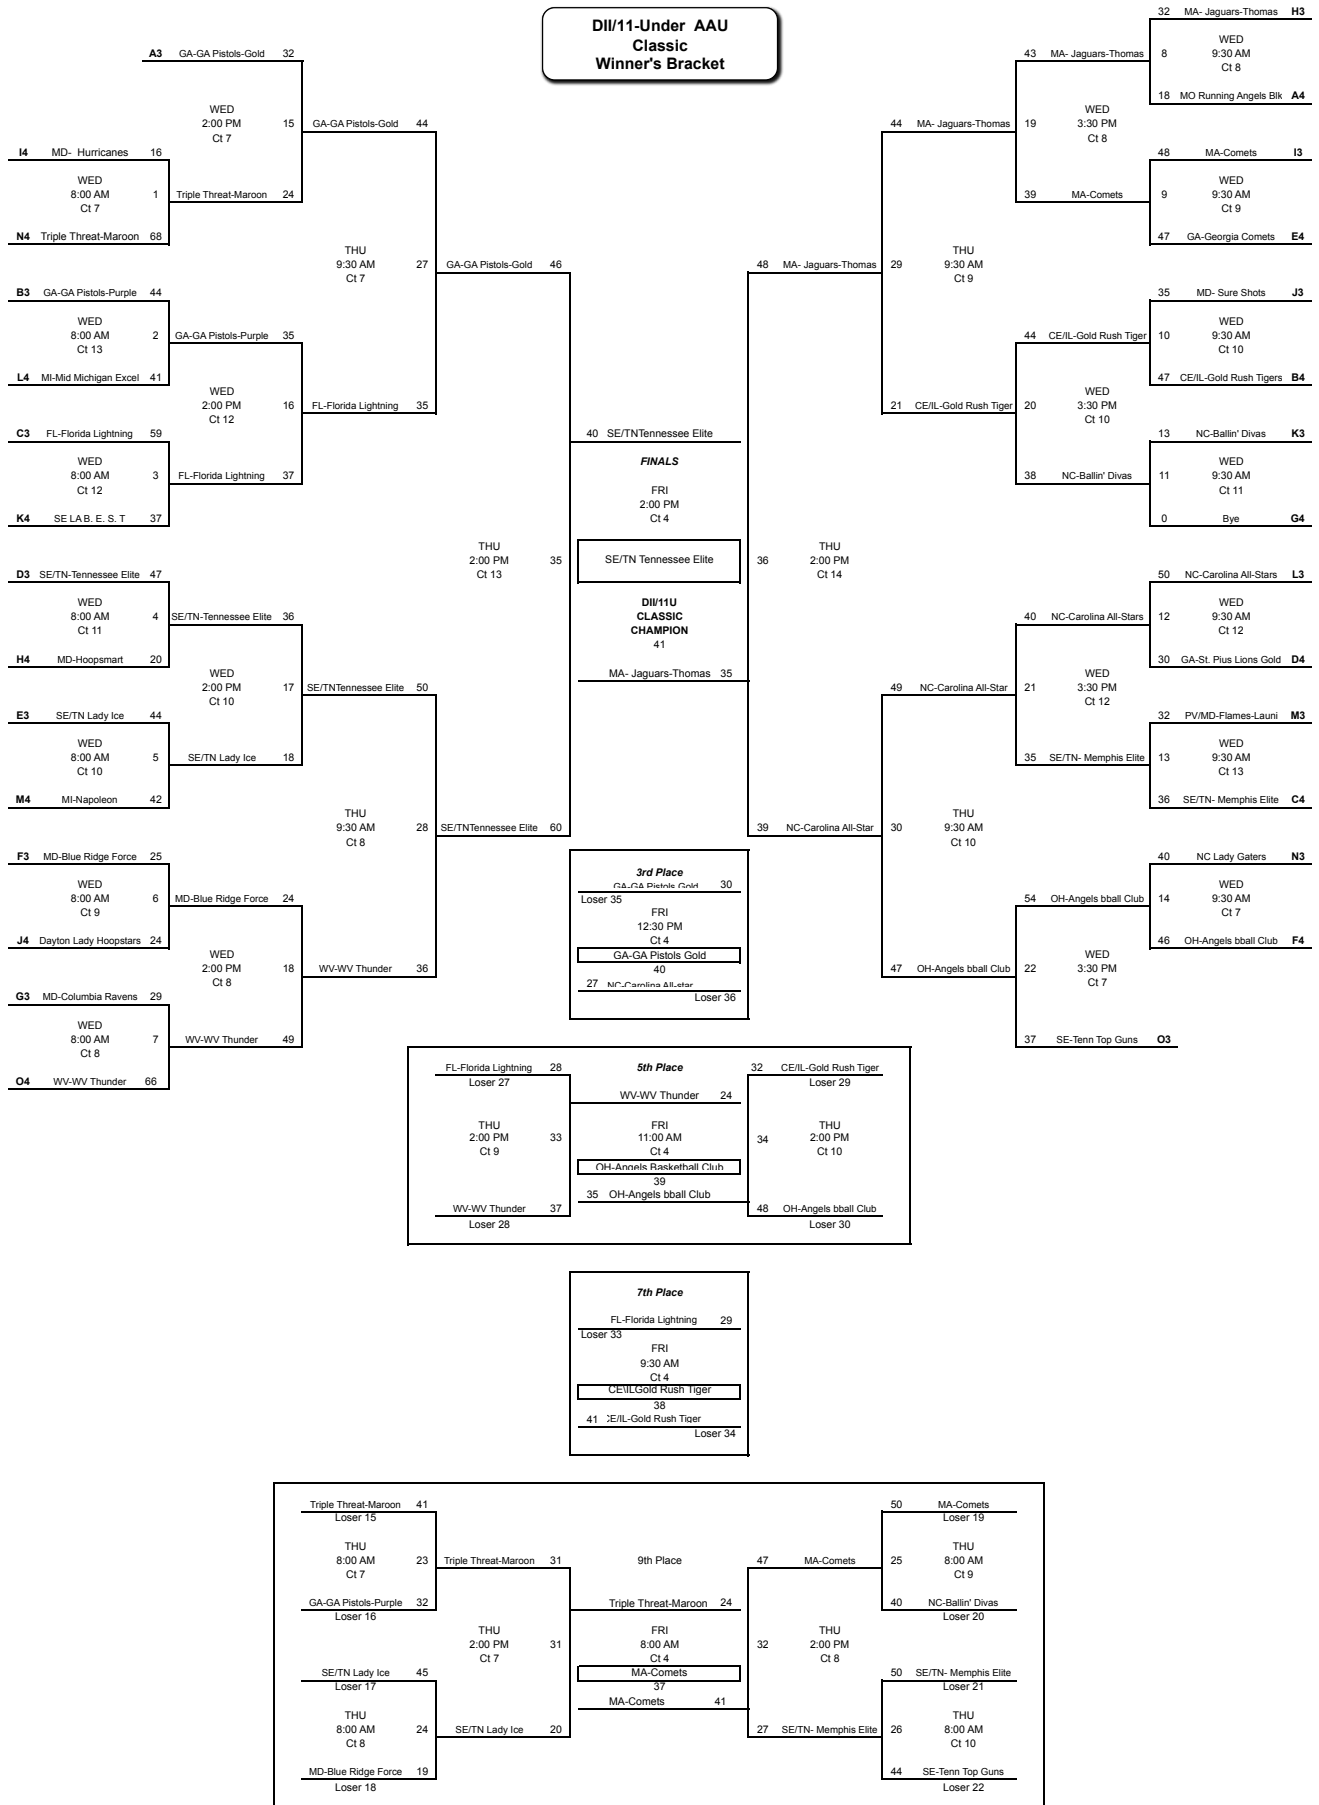 DII/11-Under AAU
Classic
Winner's Bracket
A3 GA-GA Pistols-Gold 32
WED
2:00 PM 15
Ct 7
GA-GA Pistols-Gold 44
I4 MD- Hurricanes 16
WED
8:00 AM 1
Ct 7
Triple Threat-Maroon 24
N4 Triple Threat-Maroon 68
THU
9:30 AM 27
Ct 7
GA-GA Pistols-Gold 46
B3 GA-GA Pistols-Purple 44
WED
8:00 AM 2
Ct 13
GA-GA Pistols-Purple 35
L4 MI-Mid Michigan Excel 41
WED
2:00 PM 16
Ct 12
FL-Florida Lightning 35
C3 FL-Florida Lightning 59
WED
8:00 AM 3
Ct 12
FL-Florida Lightning 37
K4 SE LA B. E. S. T 37
THU
2:00 PM 35
Ct 13
D3 SE/TN-Tennessee Elite 47
WED
8:00 AM 4
Ct 11
SE/TN-Tennessee Elite 36
H4 MD-Hoopsmart 20
WED
2:00 PM 17
Ct 10
SE/TNTennessee Elite 50
E3 SE/TN Lady Ice 44
WED
8:00 AM 5
Ct 10
SE/TN Lady Ice 18
M4 MI-Napoleon 42
THU
9:30 AM 28
Ct 8
SE/TNTennessee Elite 60
F3 MD-Blue Ridge Force 25
WED
8:00 AM 6
Ct 9
MD-Blue Ridge Force 24
J4 Dayton Lady Hoopstars 24
WED
2:00 PM 18
Ct 8
WV-WV Thunder 36
G3 MD-Columbia Ravens 29
WED
8:00 AM 7
Ct 8
WV-WV Thunder 49
O4 WV-WV Thunder 66
40 SE/TNTennessee Elite
FINALS
FRI
2:00 PM
Ct 4
SE/TN Tennessee Elite
DII/11U
CLASSIC
CHAMPION
41
MA- Jaguars-Thomas 35
32 MA- Jaguars-Thomas H3
WED
8 9:30 AM
Ct 8
43 MA- Jaguars-Thomas
18 MO Running Angels Blk A4
WED
19 3:30 PM
Ct 8
44 MA- Jaguars-Thomas
48 MA-Comets I3
WED
9 9:30 AM
Ct 9
39 MA-Comets
47 GA-Georgia Comets E4
THU
29 9:30 AM
Ct 9
48 MA- Jaguars-Thomas
35 MD- Sure Shots J3
WED
10 9:30 AM
Ct 10
44 CE/IL-Gold Rush Tiger
47 CE/IL-Gold Rush Tigers B4
WED
20 3:30 PM
Ct 10
21 CE/IL-Gold Rush Tiger
13 NC-Ballin' Divas K3
WED
11 9:30 AM
Ct 11
38 NC-Ballin' Divas
0 Bye G4
THU
36 2:00 PM
Ct 14
50 NC-Carolina All-Stars L3
WED
12 9:30 AM
Ct 12
40 NC-Carolina All-Stars
30 GA-St. Pius Lions Gold D4
WED
21 3:30 PM
Ct 12
49 NC-Carolina All-Star
32 PV/MD-Flames-Launi M3
WED
13 9:30 AM
Ct 13
35 SE/TN- Memphis Elite
36 SE/TN- Memphis Elite C4
THU
30 9:30 AM
Ct 10
39 NC-Carolina All-Star
40 NC Lady Gaters N3
WED
14 9:30 AM
Ct 7
54 OH-Angels bball Club
46 OH-Angels bball Club F4
WED
22 3:30 PM
Ct 7
47 OH-Angels bball Club
37 SE-Tenn Top Guns O3
3rd Place
GA-GA Pistols Gold 30
Loser 35
FRI
12:30 PM
Ct 4
GA-GA Pistols Gold
40
27 NC-Carolina All-star
Loser 36
FL-Florida Lightning 28
Loser 27
THU
2:00 PM 33
Ct 9
WV-WV Thunder 37
Loser 28
5th Place
WV-WV Thunder 24
FRI
11:00 AM
Ct 4
OH-Angels Basketball Club
39
35 OH-Angels bball Club
32 CE/IL-Gold Rush Tiger
Loser 29
THU
34 2:00 PM
Ct 10
48 OH-Angels bball Club
Loser 30
7th Place
FL-Florida Lightning 29
Loser 33
FRI
9:30 AM
Ct 4
CE\ILGold Rush Tiger
38
41 CE/IL-Gold Rush Tiger
Loser 34
Triple Threat-Maroon 41
Loser 15
THU
8:00 AM 23
Ct 7
Triple Threat-Maroon 31
GA-GA Pistols-Purple 32
Loser 16
THU
2:00 PM 31
Ct 7
SE/TN Lady Ice 45
Loser 17
THU
8:00 AM 24
Ct 8
SE/TN Lady Ice 20
MD-Blue Ridge Force 19
Loser 18
9th Place
Triple Threat-Maroon 24
FRI
8:00 AM
Ct 4
MA-Comets
37
MA-Comets 41
50 MA-Comets
Loser 19
THU
25 8:00 AM
Ct 9
47 MA-Comets
40 NC-Ballin' Divas
Loser 20
THU
32 2:00 PM
Ct 8
50 SE/TN- Memphis Elite
Loser 21
THU
26 8:00 AM
Ct 10
27 SE/TN- Memphis Elite
44 SE-Tenn Top Guns
Loser 22